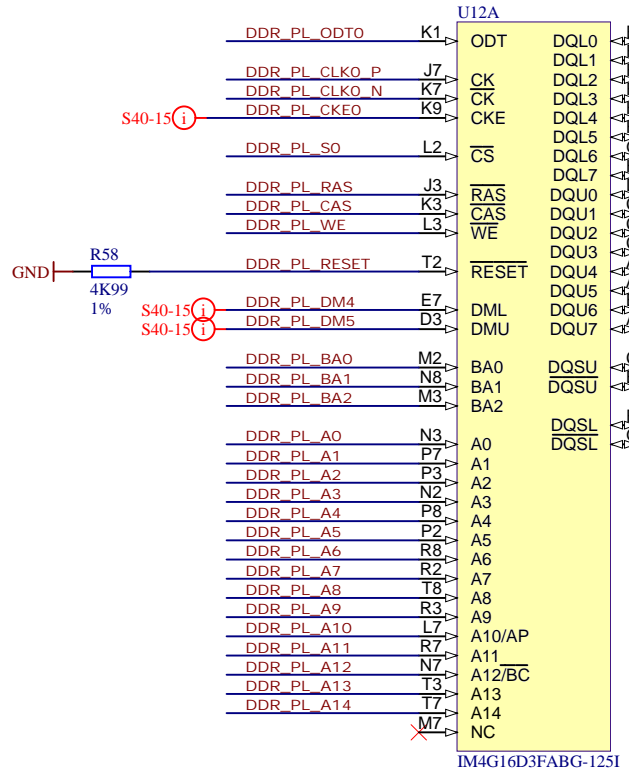 U12A
DDR_PL_ODT0 K1 ODT DQL0
DQL1
DDR_PL_CLK0_P J7 CK DQL2
DDR_PL_CLK0_N K7 CK DQL3
S40-15 i DDR_PL_CKE0 K9 CKE DQL4
DQL5
DDR_PL_S0 L2 CS DQL6
DQL7
DDR_PL_RAS J3 RAS DQU0
DDR_PL_CAS K3 CAS DQU1
DDR_PL_WE L3 WE DQU2
DQU3
R58
GND DDR_PL_RESET T2 RESET DQU4
4K99
DQU5
1%
S40-15 i DDR_PL_DM4 E7 DML DQU6
S40-15 i DDR_PL_DM5 D3 DMU DQU7
DDR_PL_BA0 M2 BA0 DQSU
DDR_PL_BA1 N8 BA1 DQSU
DDR_PL_BA2 M3 BA2
DQSL
DDR_PL_A0 N3 A0 DQSL
DDR_PL_A1 P7 A1
DDR_PL_A2 P3 A2
DDR_PL_A3 N2 A3
DDR_PL_A4 P8 A4
DDR_PL_A5 P2 A5
DDR_PL_A6 R8 A6
DDR_PL_A7 R2 A7
DDR_PL_A8 T8 A8
DDR_PL_A9 R3 A9
DDR_PL_A10 L7 A10/AP
DDR_PL_A11 R7 A11
DDR_PL_A12 N7 A12/BC
DDR_PL_A13 T3 A13
DDR_PL_A14 T7 A14
M7 NC
IM4G16D3FABG-125I